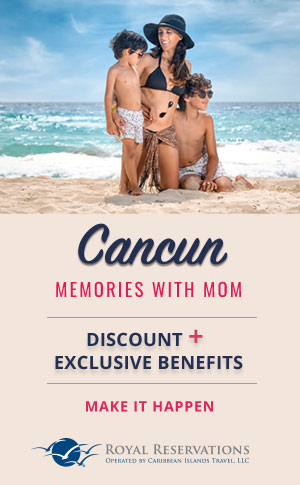 Cancun
MEMORIES WITH MOM
DISCOUNT +
EXCLUSIVE BENEFITS
MAKE IT HAPPEN
ROYAL RESERVATIONS
OPERATED BY CARIBBEAN ISLANDS TRAVEL, LLC